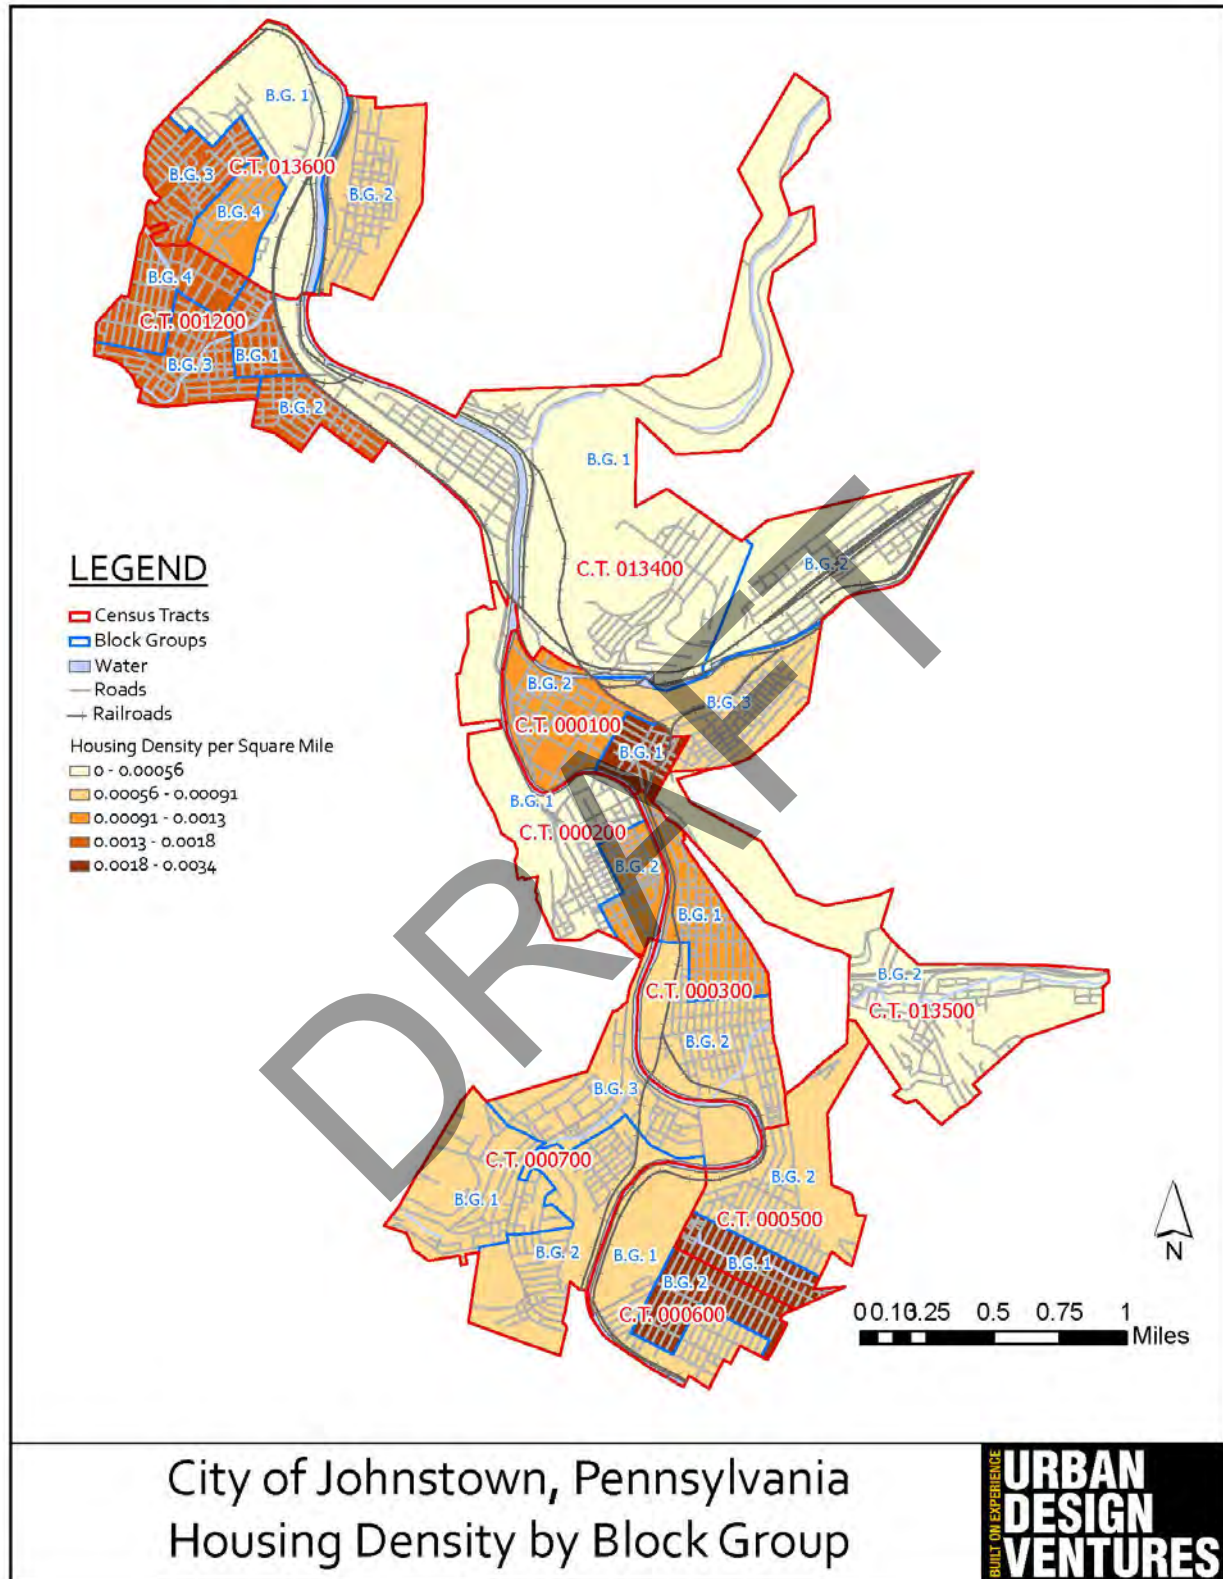 B.G. 1
C.T. 013600
B.G. 3
B.G. 2
B.G. 4
B.G. 4
C.T. 001200
B.G. 3
B.G. 1
B.G. 2
B.G. 1
C.T. 013400
B.G. 2
LEGEND
Census Tracts
Block Groups
Water
Roads
Railroads
Housing Density per Square Mile
0 - 0.00056
0.00056 - 0.00091
0.00091 - 0.0013
0.0013 - 0.0018
0.0018 - 0.0034
B.G. 2
B.G. 3
C.T. 000100
B.G. 1
B.G. 1
C.T. 000200
B.G. 2
B.G. 1
B.G. 2
C.T. 000300
C.T. 013500
B.G. 2
B.G. 3
C.T. 000700
B.G. 1
B.G. 2
C.T. 000500
B.G. 2
B.G. 1
B.G. 1
B.G. 2
C.T. 000600
DRAFT
N
0 0.13 0.25 0.5 0.75 1
Miles
City of Johnstown, Pennsylvania
Housing Density by Block Group
BUILT ON EXPERIENCE
URBAN
DESIGN
VENTURES